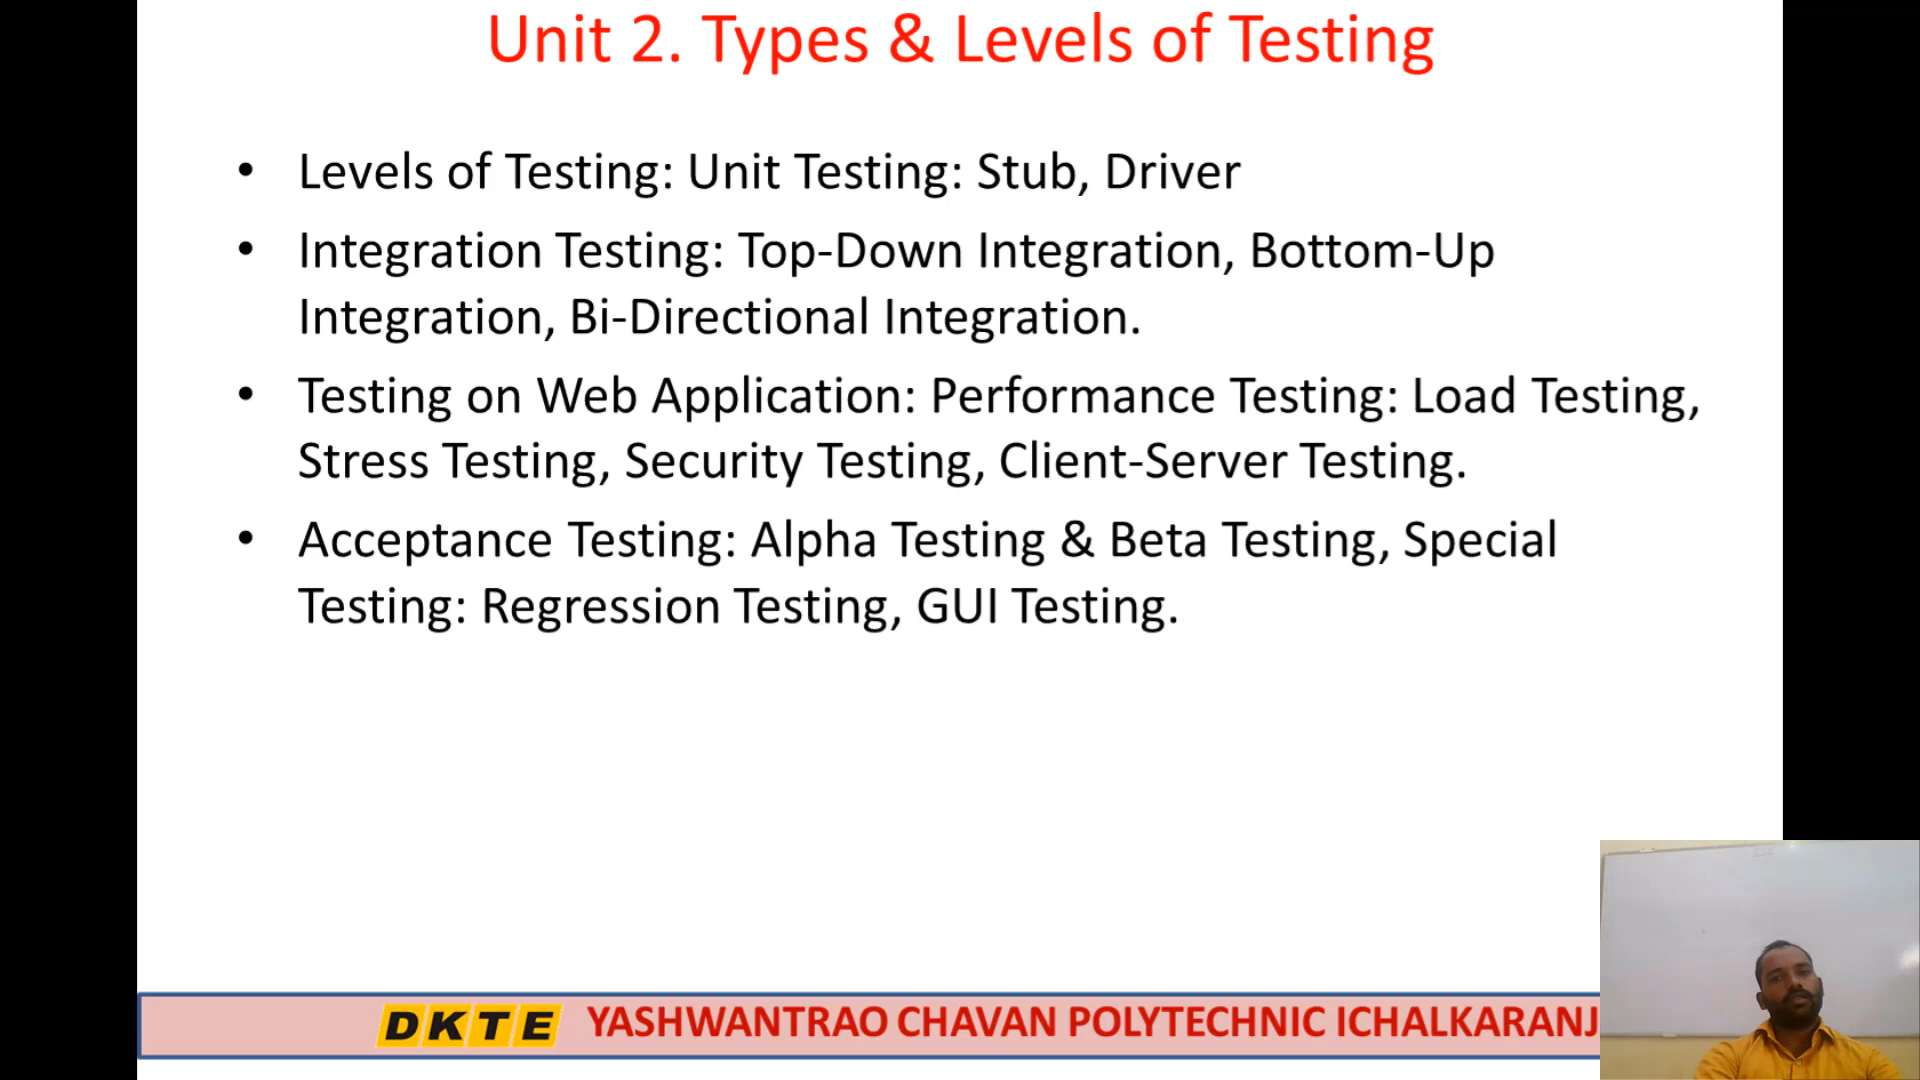 Unit 2. Types & Levels of Testing
• Levels of Testing: Unit Testing: Stub, Driver
• Integration Testing: Top-Down Integration, Bottom-Up
Integration, Bi-Directional Integration.
• Testing on Web Application: Performance Testing: Load Testing,
Stress Testing, Security Testing, Client-Server Testing.
• Acceptance Testing: Alpha Testing & Beta Testing, Special
Testing: Regression Testing, GUI Testing.
DKTE YASHWANTRAO CHAVAN POLYTECHNIC ICHALKARANJ